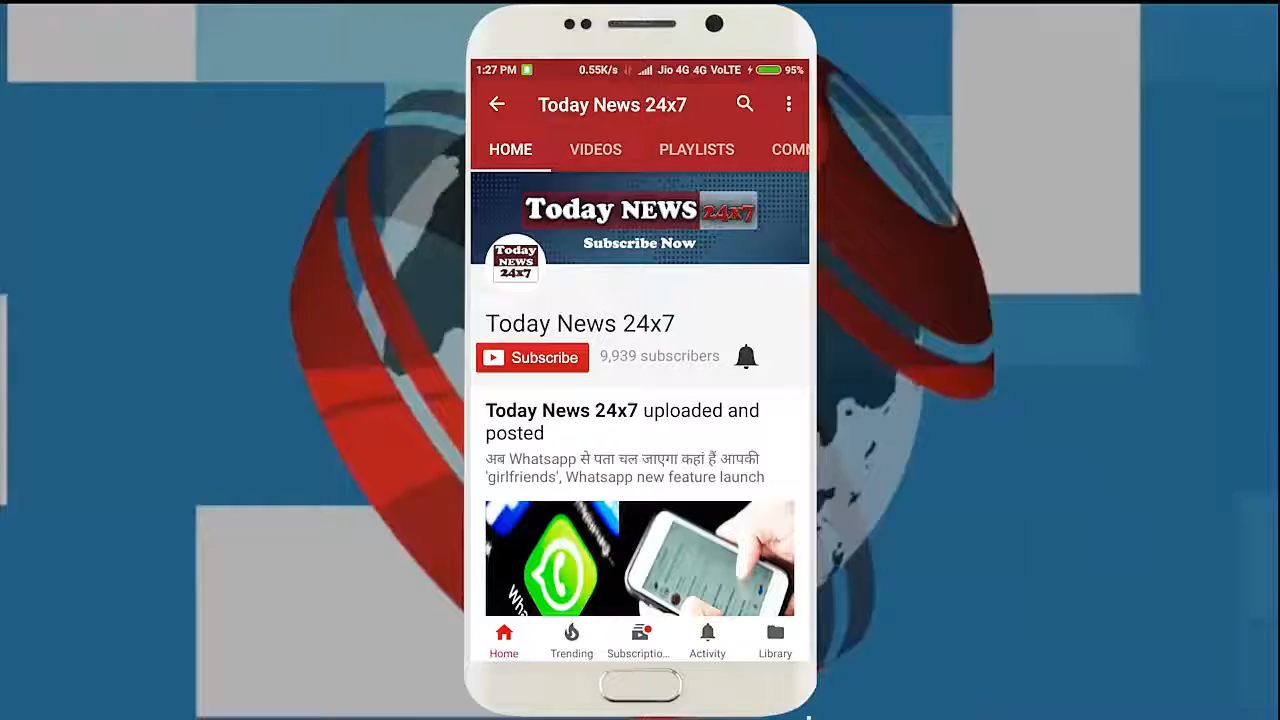 1:27 PM 0.55K/s Jio 4G 4G VoLTE 95%
Today News 24x7
HOME VIDEOS PLAYLISTS COMM
Today NEWS 24x7
Subscribe Now
Today
NEWS
24x7
Today News 24x7
Subscribe 9,939 subscribers
Today News 24x7 uploaded and
posted
अब Whatsapp से पता चल जाएगा कहां हैं आपकी
'girlfriends', Whatsapp new feature launch
Home Trending Subscriptio... Activity Library